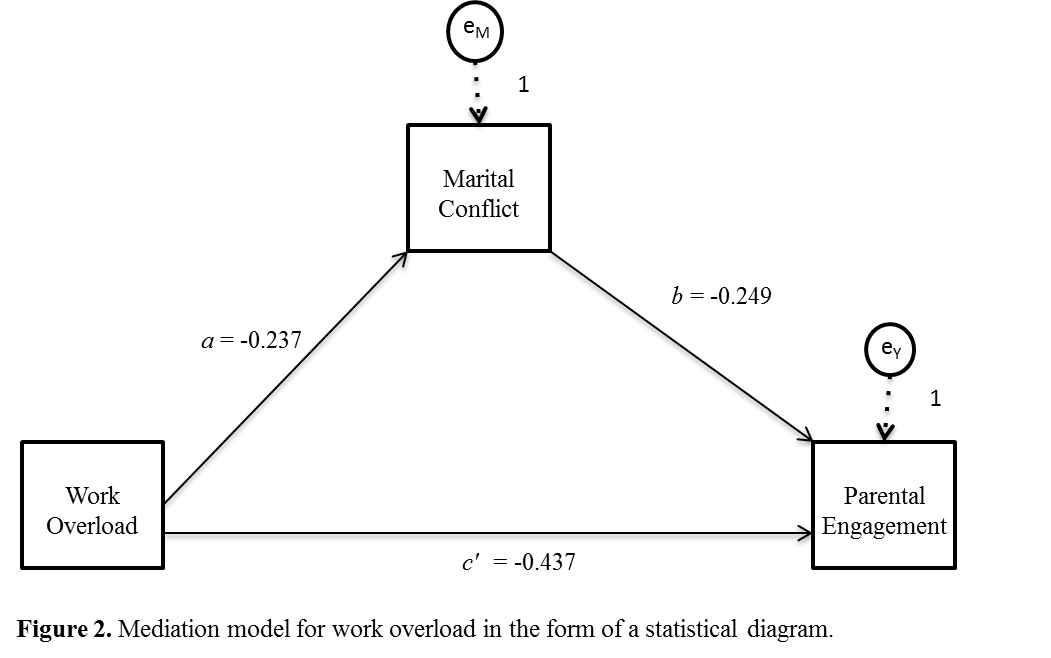 eM
1
Marital
Conflict
b = -0.249
a = -0.237
eY
1
Work
Overload
Parental
Engagement
c′ = -0.437
Figure 2. Mediation model for work overload in the form of a statistical diagram.